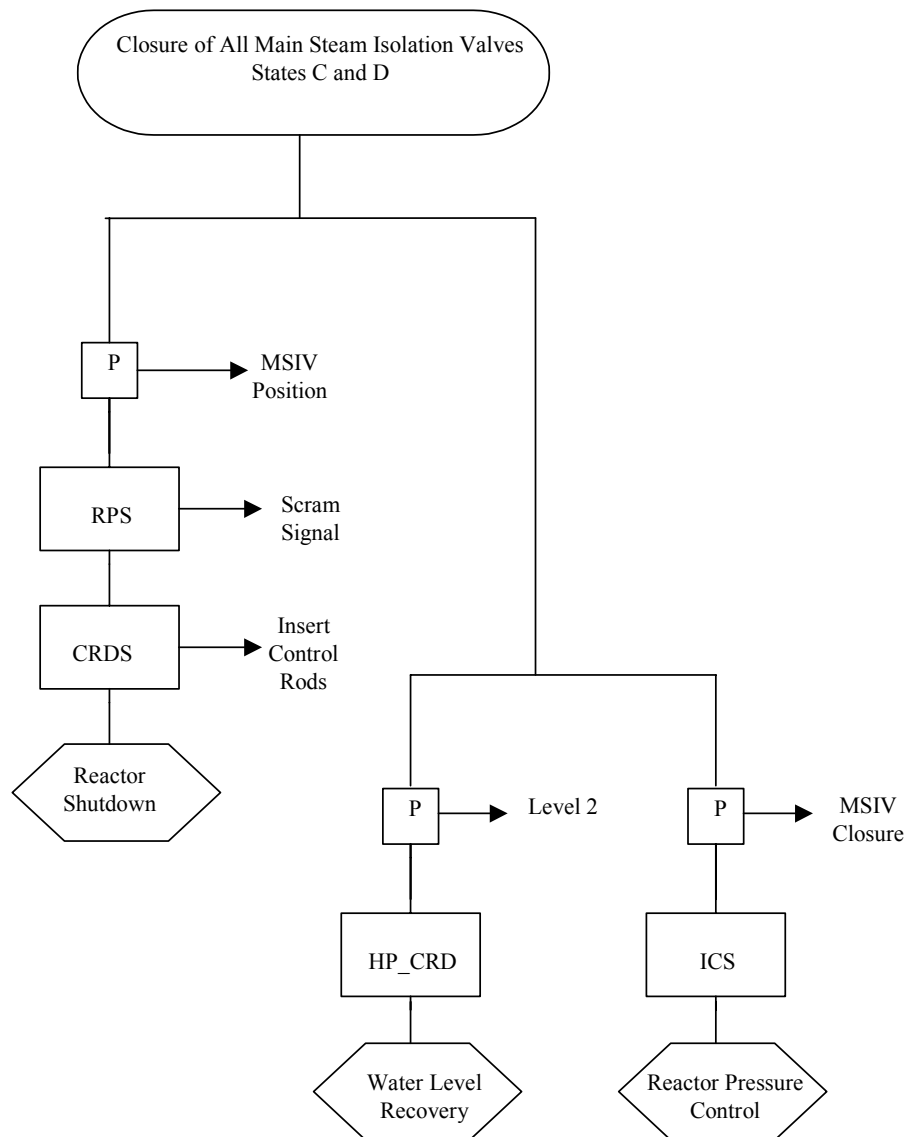 Closure of All Main Steam Isolation Valves
States C and D
P
MSIV
Position
RPS
Scram
Signal
CRDS
Insert
Control
Rods
Reactor
Shutdown
P
Level 2
P
MSIV
Closure
HP_CRD
ICS
Water Level
Recovery
Reactor Pressure
Control